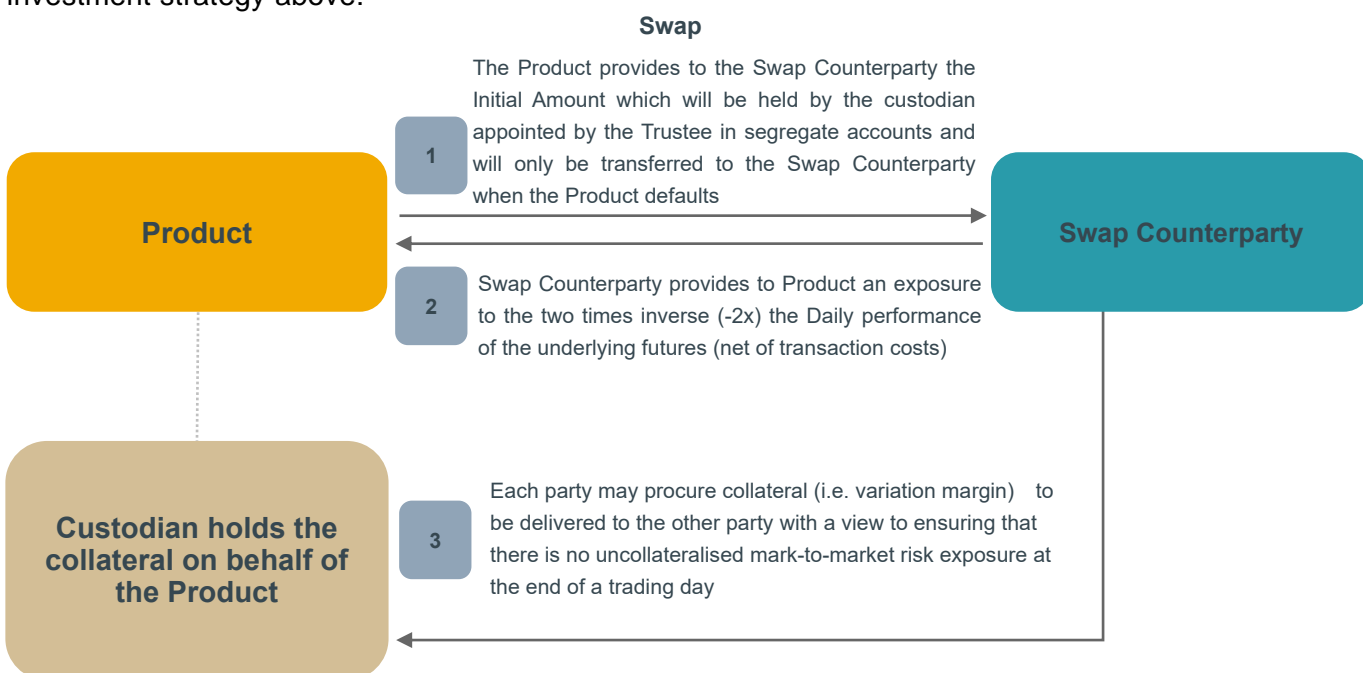 investment strategy above.
Swap
The Product provides to the Swap Counterparty the
Initial Amount which will be held by the custodian
appointed by the Trustee in segregate accounts and
will only be transferred to the Swap Counterparty
when the Product defaults
1
Product
Swap Counterparty
2
Swap Counterparty provides to Product an exposure
to the two times inverse (-2x) the Daily performance
of the underlying futures (net of transaction costs)
Custodian holds the
collateral on behalf of
the Product
3
Each party may procure collateral (i.e. variation margin) to
be delivered to the other party with a view to ensuring that
there is no uncollateralised mark-to-market risk exposure at
the end of a trading day